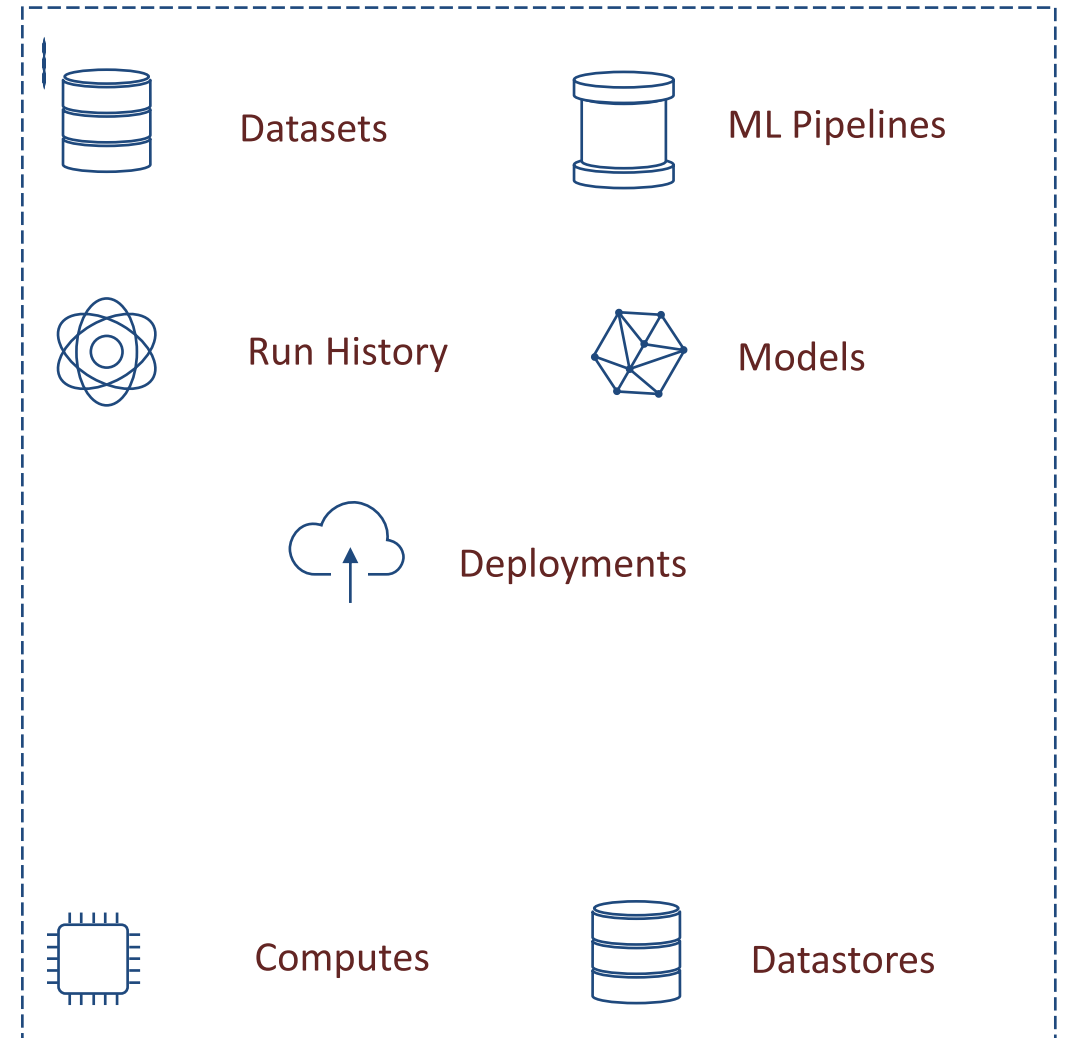 Datasets
ML Pipelines
Run History
Models
Deployments
Computes
Datastores